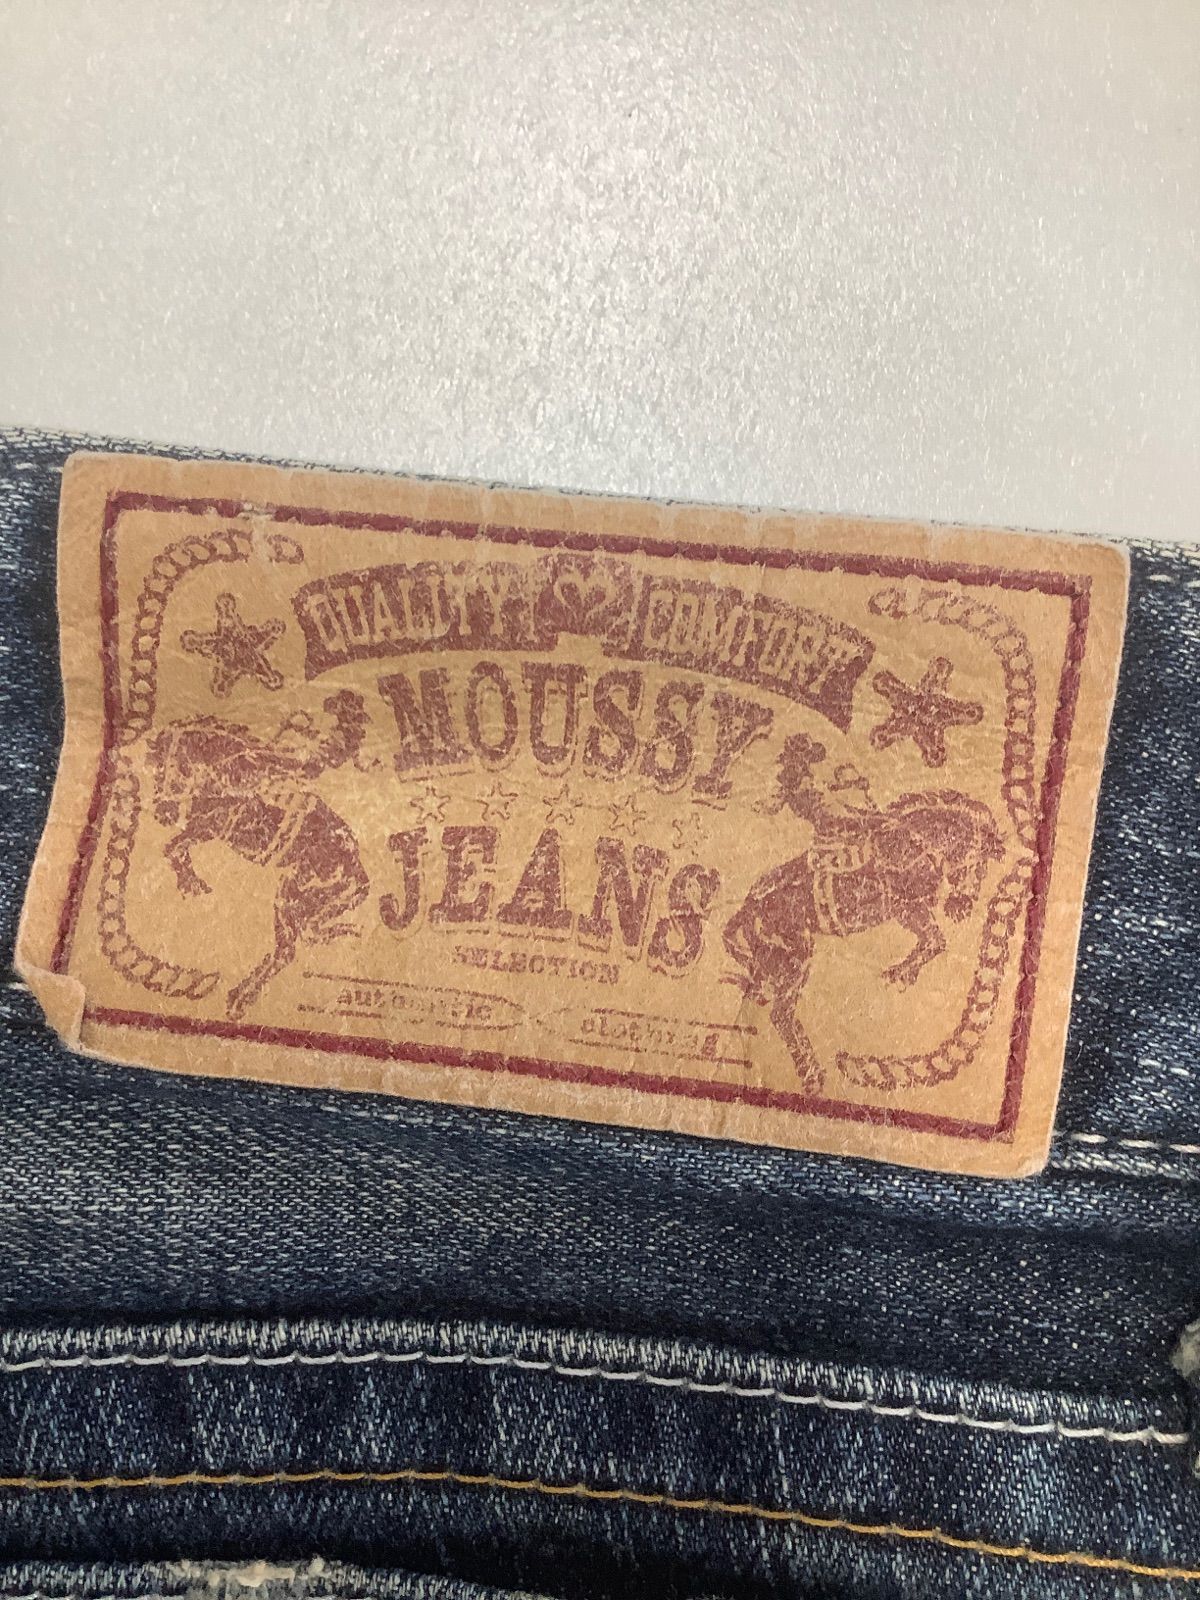 QUALITY COMFORT
MOUSSY
JEANS
SELECTION
authentic clothing